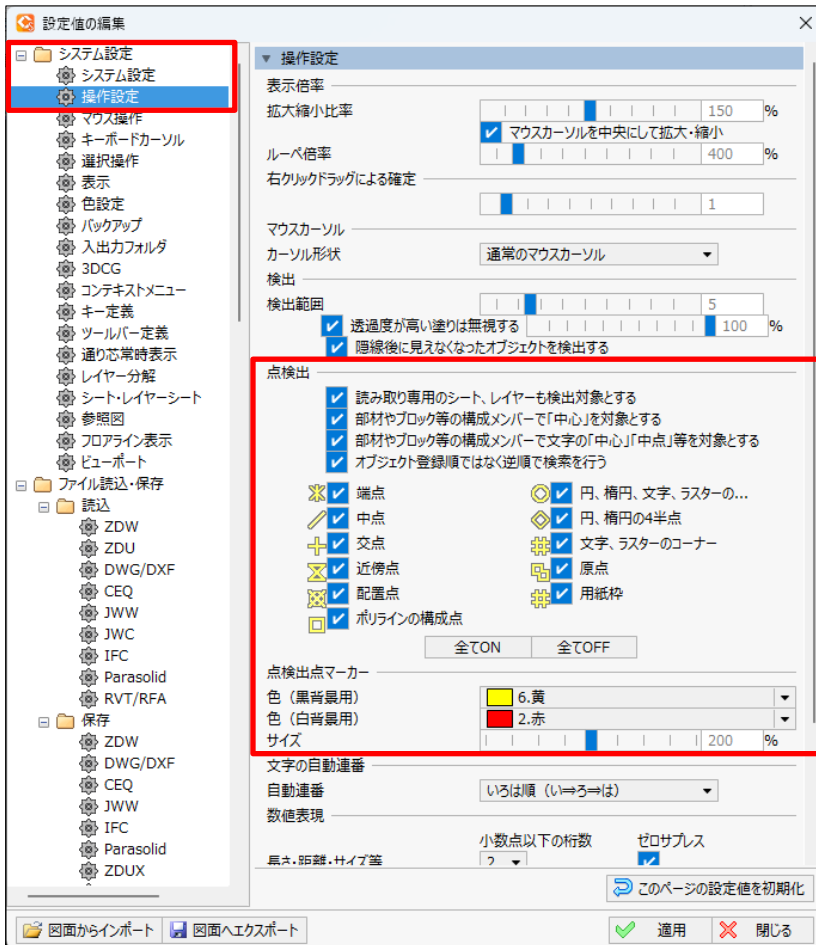 設定値の編集
システム設定
システム設定
操作設定
マウス操作
キーボードカーソル
選択操作
表示
色設定
バックアップ
入出力フォルダ
3DCG
コンテキストメニュー
キー定義
ツールバー定義
通り芯常時表示
レイヤー分解
シート・レイヤーシート
参照図
フロアライン表示
ビューポート
ファイル読込・保存
読込
ZDW
ZDU
DWG/DXF
CEQ
JWW
JWC
IFC
Parasolid
RVT/RFA
保存
ZDW
DWG/DXF
CEQ
JWW
IFC
Parasolid
ZDUX
操作設定
表示倍率
拡大縮小比率 150 %
マウスカーソルを中央にして拡大・縮小
ルーペ倍率 400 %
右クリックドラッグによる確定
1
マウスカーソル
カーソル形状 通常のマウスカーソル
検出
検出範囲 5
透過度が高い塗りは無視する 100 %
隠線後に見えなくなったオブジェクトを検出する
点検出
読み取り専用のシート、レイヤーも検出対象とする
部材やブロック等の構成メンバーで「中心」を対象とする
部材やブロック等の構成メンバーで文字の「中心」「中点」等を対象とする
オブジェクト登録順ではなく逆順で検索を行う
端点 円、楕円、文字、ラスターの...
中点 円、楕円の4半点
交点 文字、ラスターのコーナー
近傍点 原点
配置点 用紙枠
ポリラインの構成点
全てON 全てOFF
点検出点マーカー
色（黒背景用） 6.黄
色（白背景用） 2.赤
サイズ 200 %
文字の自動連番
自動連番 いろは順（い⇒ろ⇒は）
数値表現
小数点以下の桁数 ゼロサプレス
長さ・距離・サイズ等 2
このページの設定値を初期化
図面からインポート 図面へエクスポート 適用 閉じる